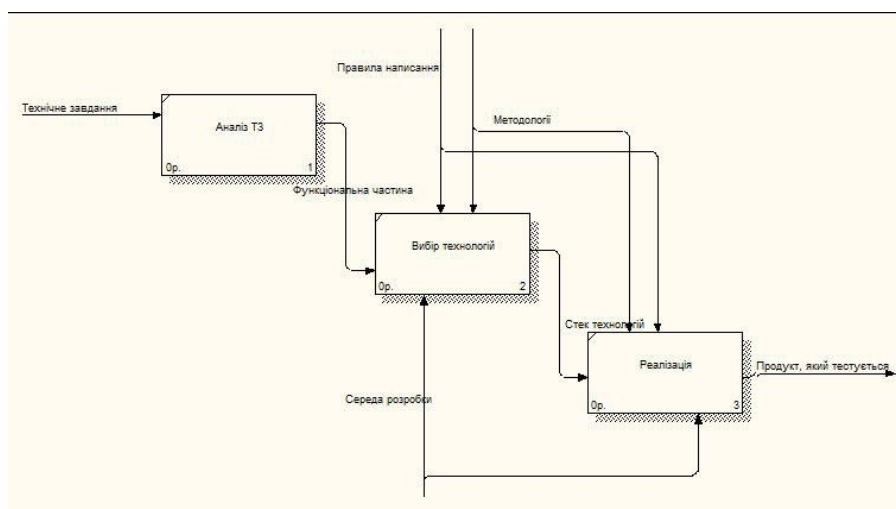 Правила написання
Технічне завдання
Методології
Аналіз ТЗ
0р.
1
Функціональна частина
Вибір технологій
0р.
2
Стек технологій
Реалізація
Продукт, який тестується
Середа розробки
0р.
3